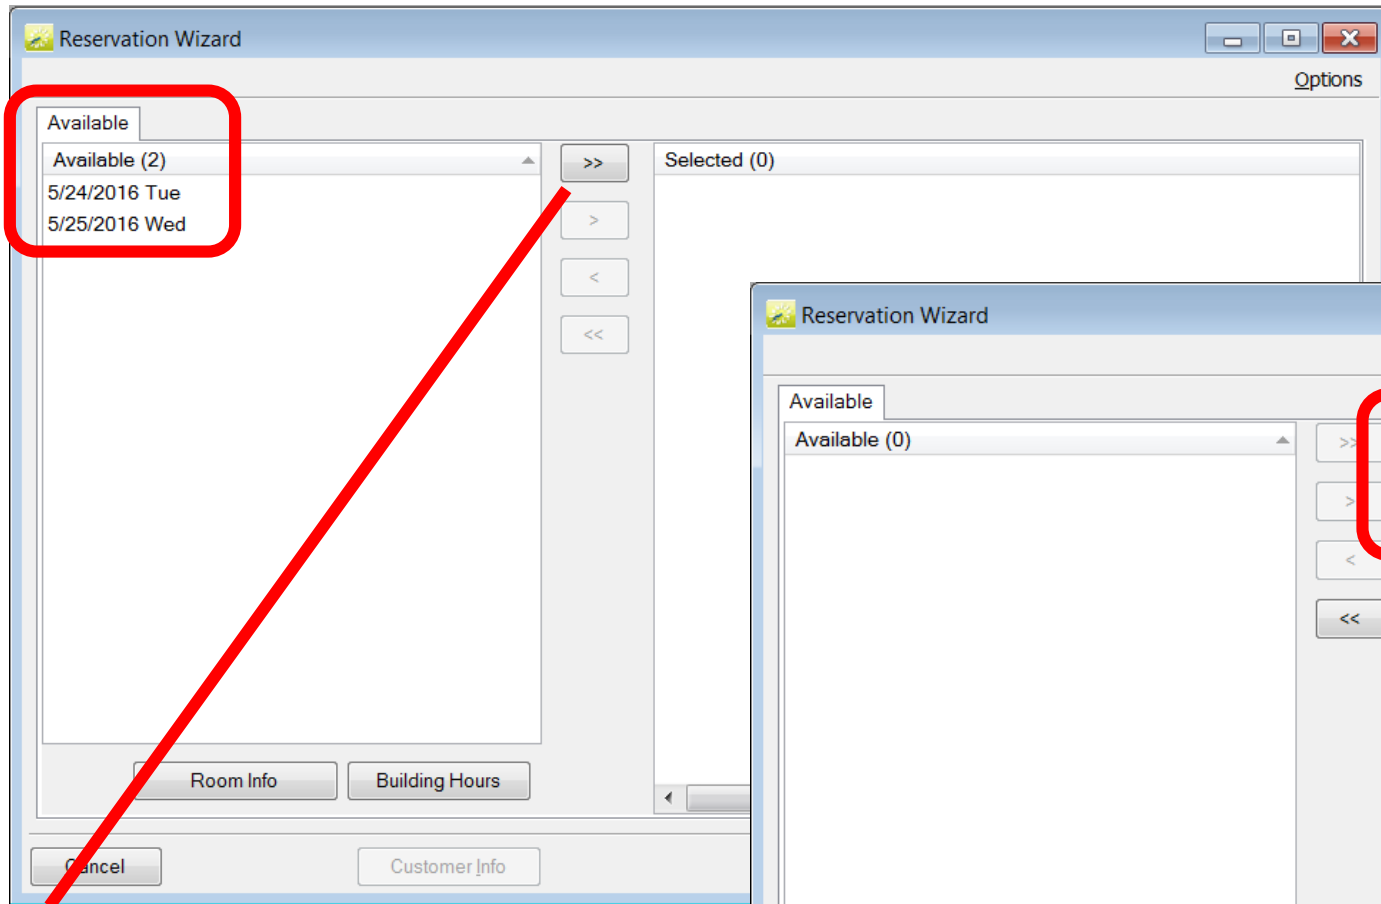 Reservation Wizard
Options
Available
Available (2)
>>
Selected (0)
5/24/2016 Tue
5/25/2016 Wed
>
<
<<
Reservation Wizard
Available
Available (0)
>>
>
<
<<
Room Info
Building Hours
Cancel
Customer Info